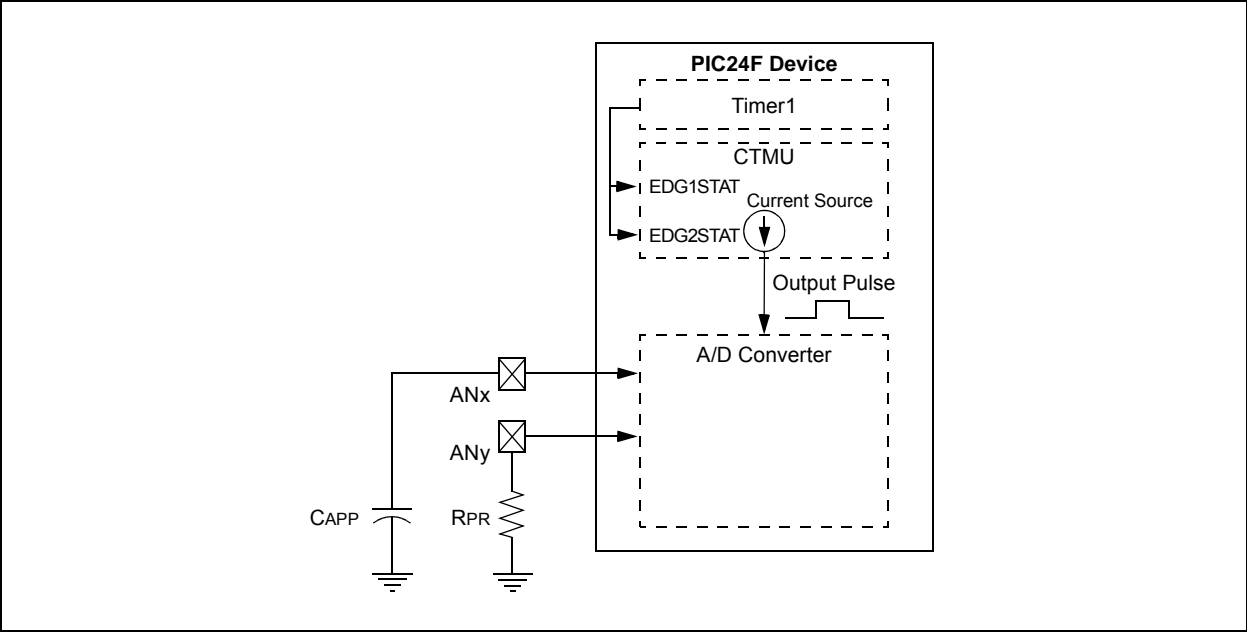 PIC24F Device
Timer1
CTMU
EDG1STAT
Current Source
EDG2STAT
Output Pulse
A/D Converter
ANx
ANy
CAPP
RPR